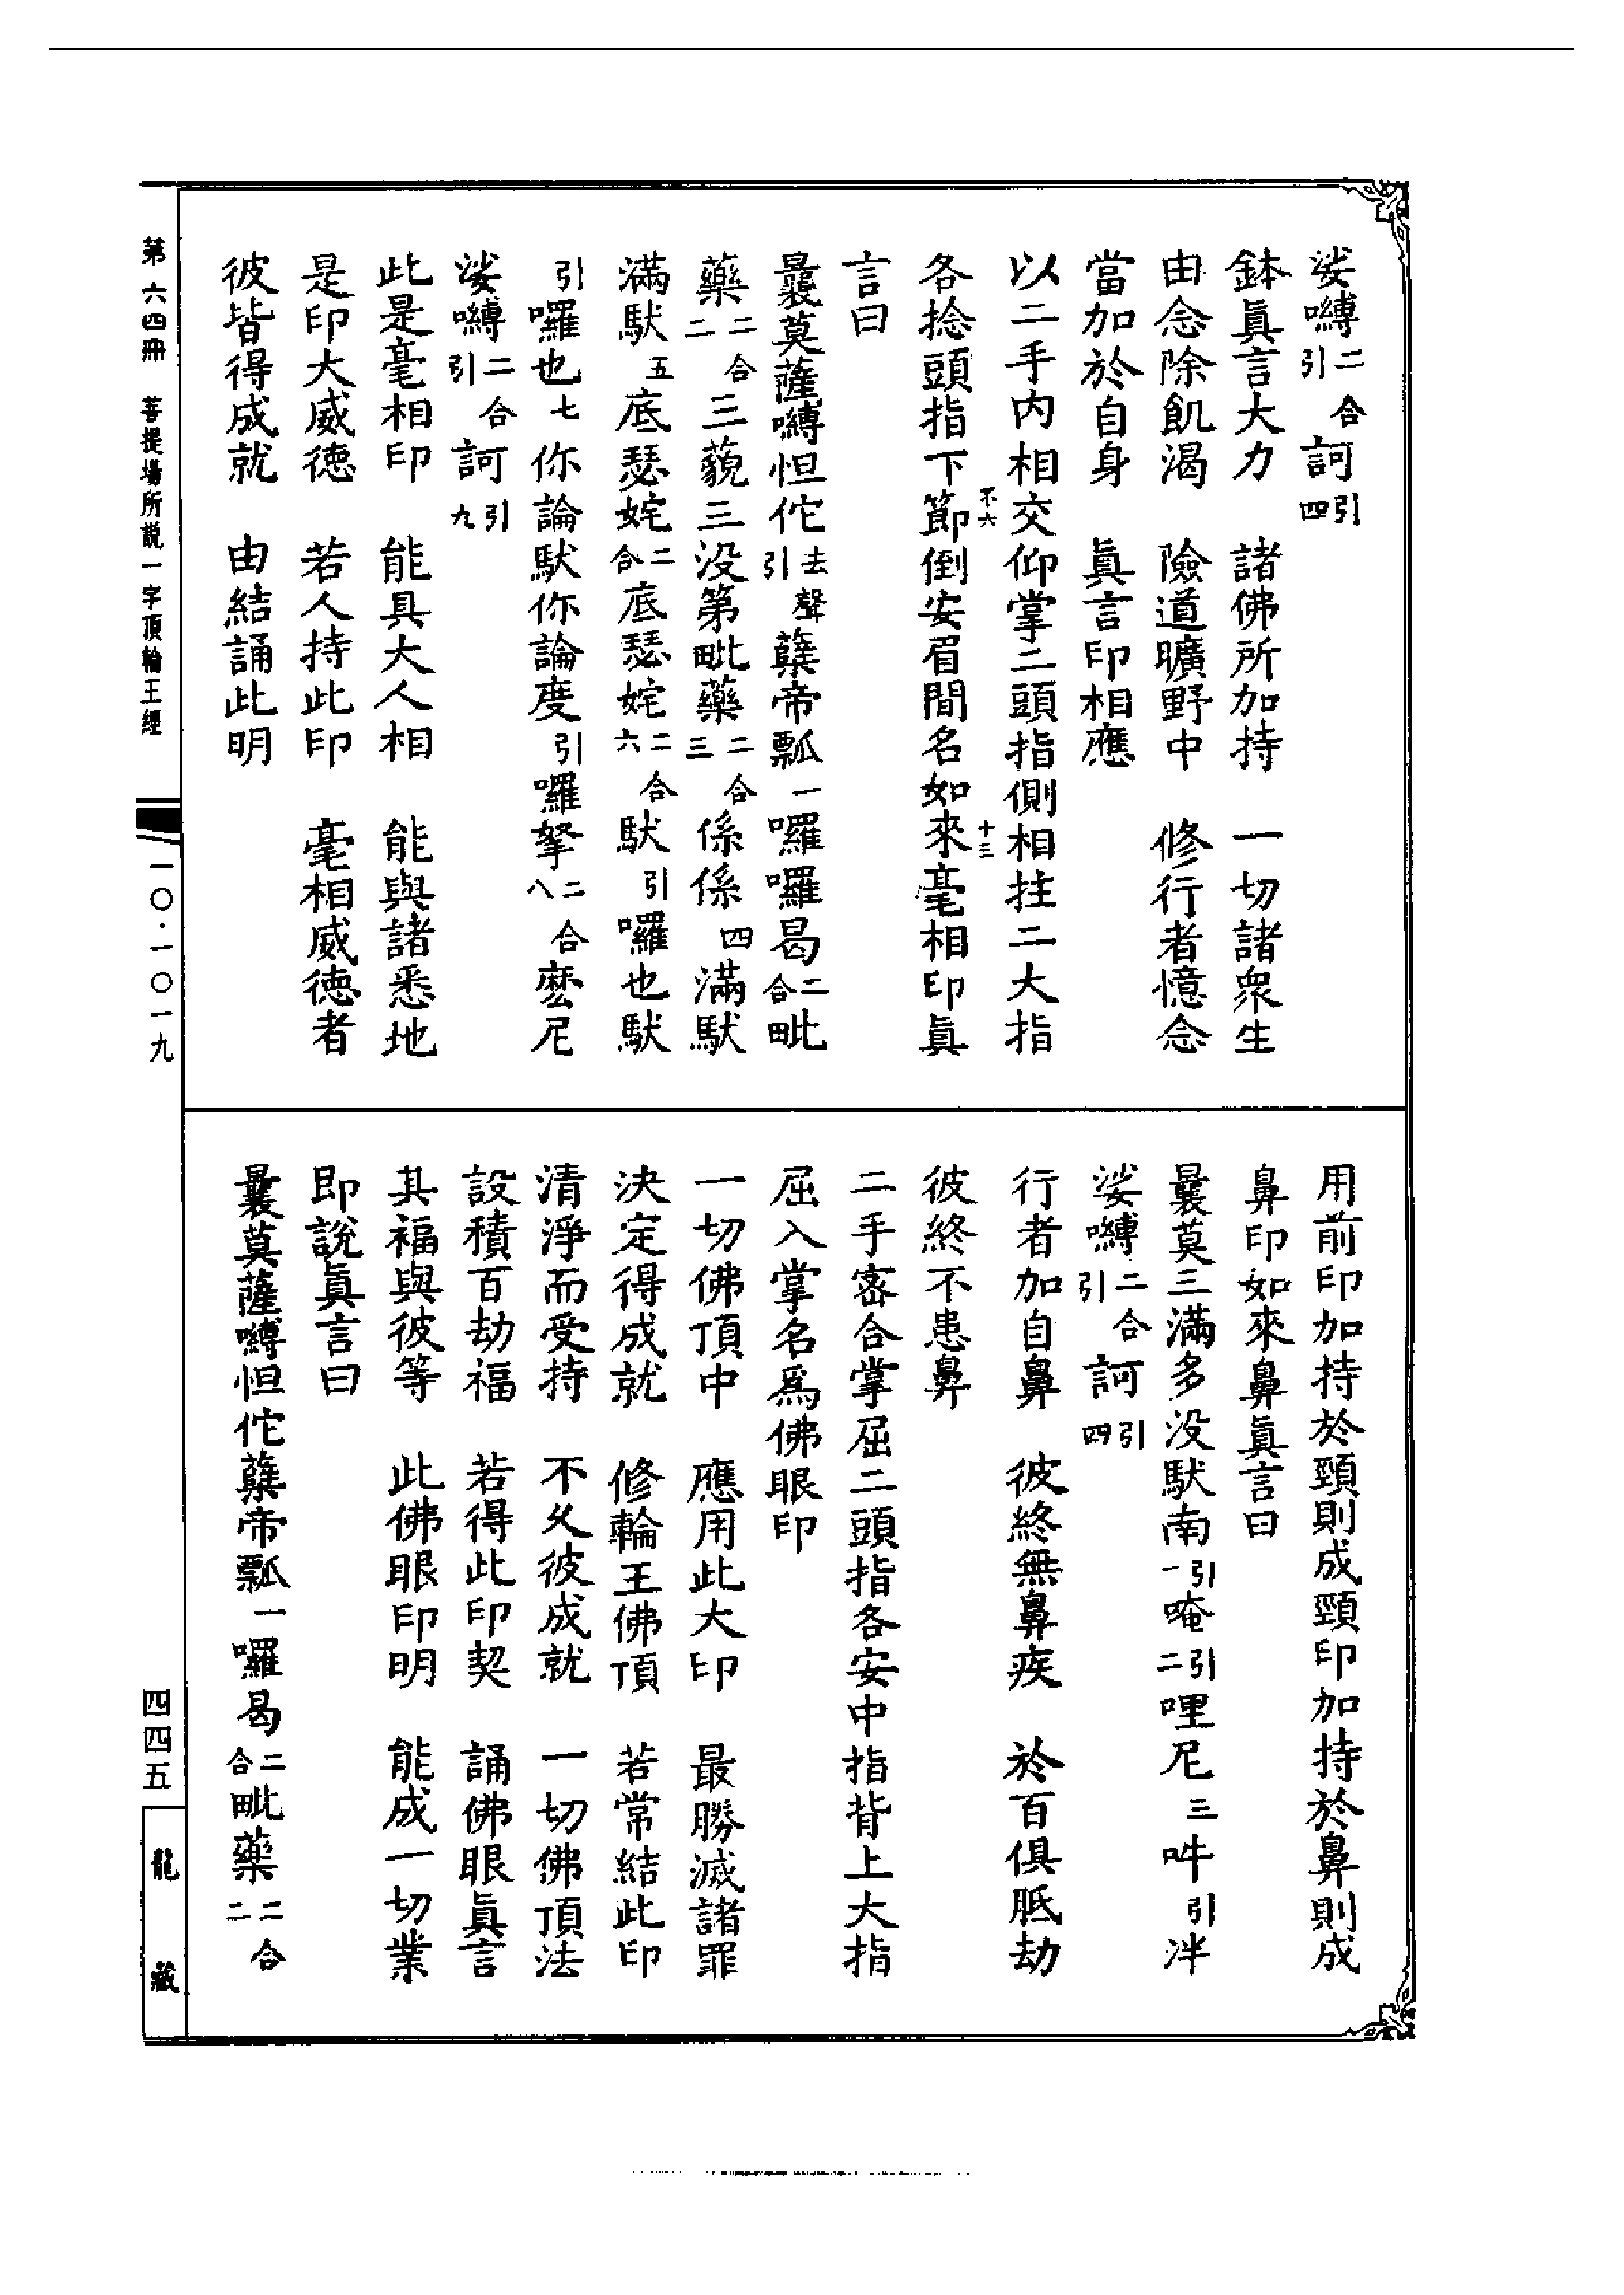 娑嚩二合引訶引四
鉢眞言大力　諸佛所加持　一切諸衆生
由念除飢渴　險道曠野中　修行者憶念
當加於自身　眞言印相應
以二手内相交仰掌二頭指側相拄二大指
不六　十三
各捻頭指下節倒安眉間名如來毫相印眞
言曰
曩莫薩嚩怛佗去聲引蘖帝瓢一囉囉曷二合毗
藥二合二三藐三没第毗藥二合三係係四滿馱
滿馱五底瑟姹二合底瑟姹二合六馱引囉也馱
引囉也七你論馱你論度引囉拏二合八麽尼
娑嚩二合引訶引九
此是毫相印　能具大人相　能與諸悉地
是印大威德　若人持此印　毫相威德者
彼皆得成就　由結誦此明
用前印加持於頸則成頸印加持於鼻則成
鼻印如來鼻眞言曰
曩莫三滿多没馱南引一唵引二哩尼三吽引泮
娑嚩二合引訶引四
行者加自鼻　彼終無鼻疾　於百俱胝劫
彼終不患鼻
二手密合掌屈二頭指各安中指背上大指
屈入掌名爲佛眼印
一切佛頂中　應用此大印　最勝滅諸罪
決定得成就　修輪王佛頂　若常結此印
清淨而受持　不久彼成就　一切佛頂法
設積百劫福　若得此印契　誦佛眼眞言
其福與彼等　此佛眼印明　能成一切業
即說眞言曰
曩莫薩嚩怛佗蘖帝瓢一囉曷二合毗藥二合二
第六四冊　菩提場所説一字頂輪王經
一〇·一〇一九
四四五
龍藏